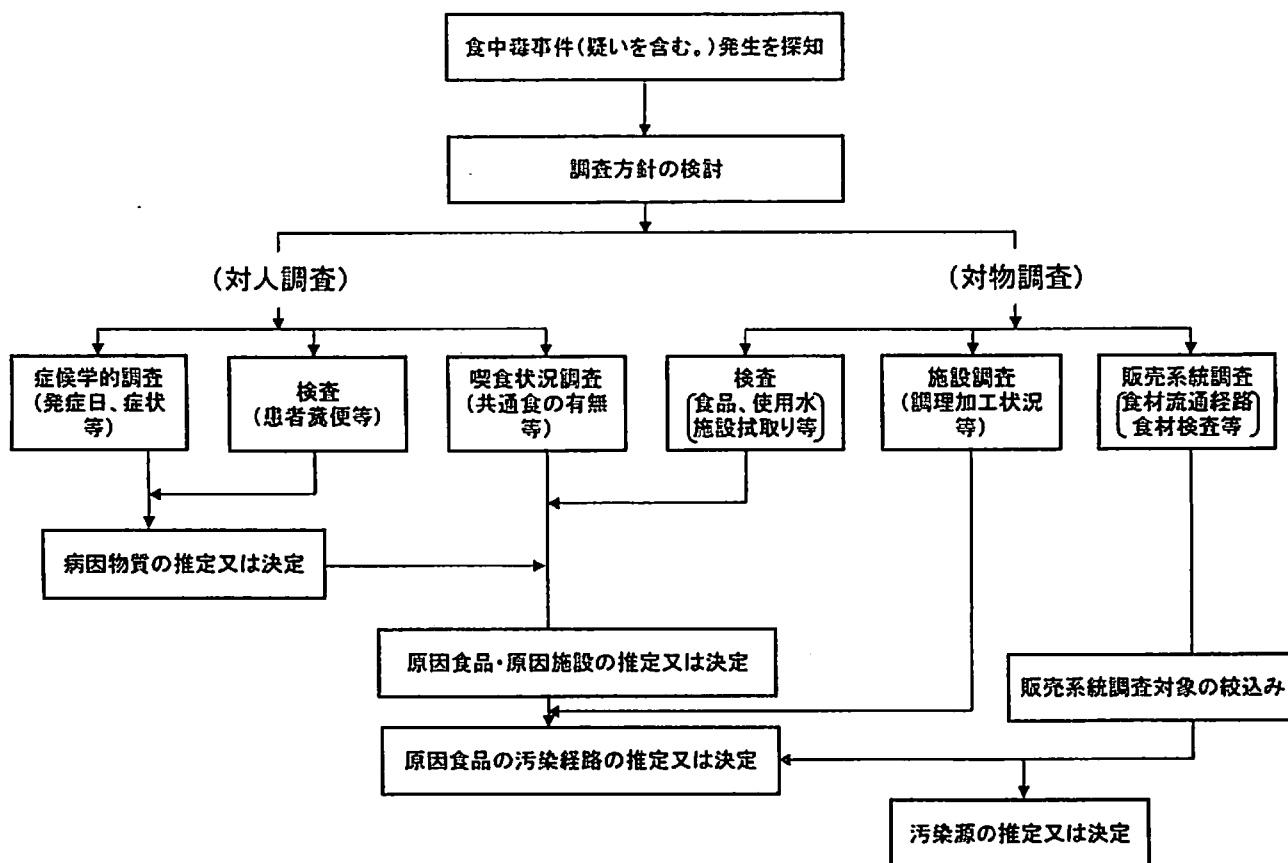 食中毒事件(疑いを含む。)発生を探知
調査方針の検討
(対人調査)
(対物調査)
症候学的調査
(発症日、症状
等)
検査
(患者糞便等)
喫食状況調査
(共通食の有無
等)
検査
食品、使用水
施設拭取り等
施設調査
(調理加工状況
等)
販売系統調査
食材流通経路
食材検査等
病因物質の推定又は決定
原因食品・原因施設の推定又は決定
販売系統調査対象の絞込み
原因食品の汚染経路の推定又は決定
汚染源の推定又は決定